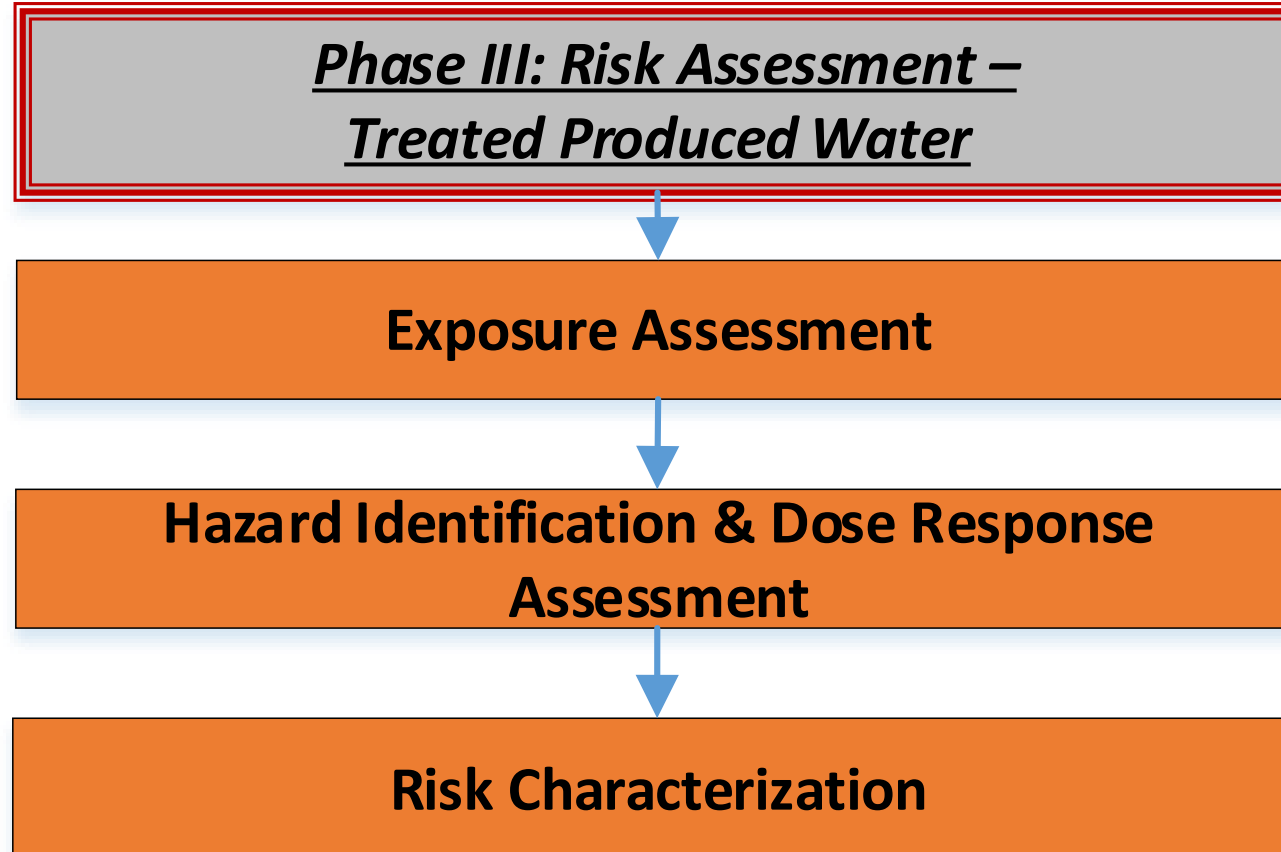 Phase III: Risk Assessment –
Treated Produced Water
Exposure Assessment
Hazard Identification & Dose Response
Assessment
Risk Characterization